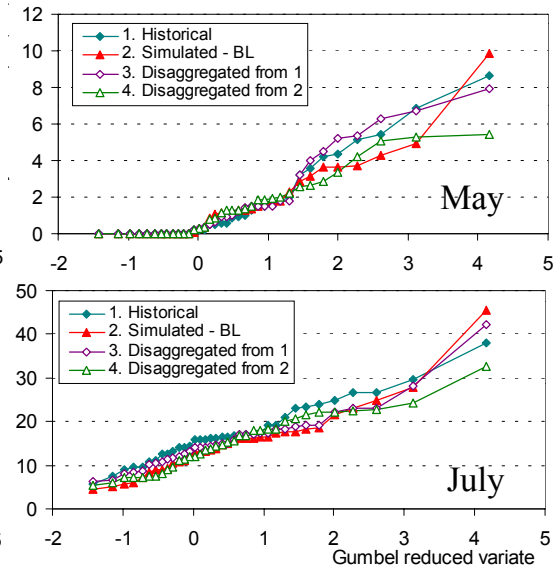 12
10
8
6
4
2
0
1. Historical
2. Simulated - BL
3. Disaggregated from 1
4. Disaggregated from 2
May
-2 -1 0 1 2 3 4 5
50
40
30
20
10
0
1. Historical
2. Simulated - BL
3. Disaggregated from 1
4. Disaggregated from 2
July
-2 -1 0 1 2 3 4 5
Gumbel reduced variate